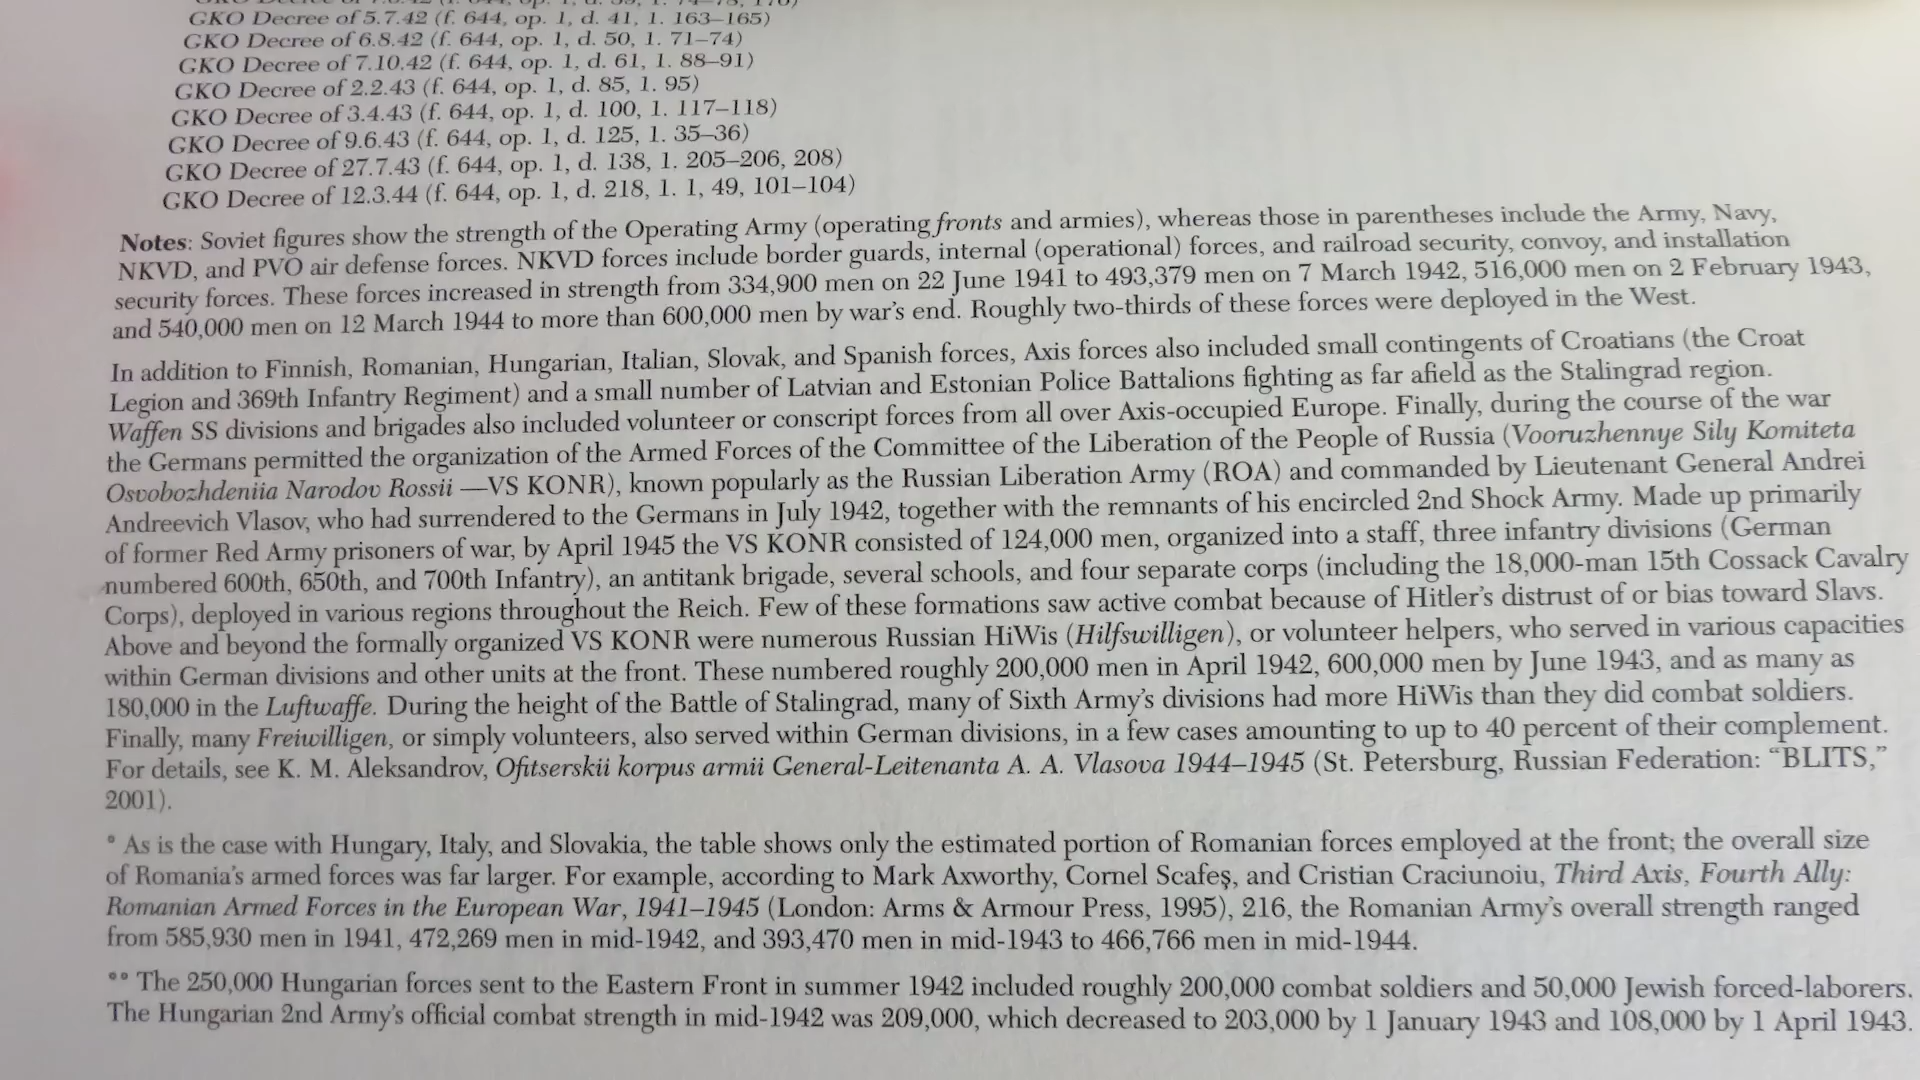 GKO Decree of 5.7.42 (f. 644, op. 1, d. 41, 1. 163–165)
GKO Decree of 6.8.42 (f. 644, op. 1, d. 50, 1. 71–74)
GKO Decree of 7.10.42 (f. 644, op. 1, d. 61, 1. 88–91)
GKO Decree of 2.2.43 (f. 644, op. 1, d. 85, 1. 95)
GKO Decree of 3.4.43 (f. 644, op. 1, d. 100, 1. 117–118)
GKO Decree of 9.6.43 (f. 644, op. 1, d. 125, 1. 35–36)
GKO Decree of 27.7.43 (f. 644, op. 1, d. 138, 1. 205–206, 208)
GKO Decree of 12.3.44 (f. 644, op. 1, d. 218, 1. 1, 49, 101–104)
Notes: Soviet figures show the strength of the Operating Army (operating fronts and armies), whereas those in parentheses include the Army, Navy,
NKVD, and PVO air defense forces. NKVD forces include border guards, internal (operational) forces, and railroad security, convoy, and installation
security forces. These forces increased in strength from 334,900 men on 22 June 1941 to 493,379 men on 7 March 1942, 516,000 men on 2 February 1943,
and 540,000 men on 12 March 1944 to more than 600,000 men by war's end. Roughly two-thirds of these forces were deployed in the West.
In addition to Finnish, Romanian, Hungarian, Italian, Slovak, and Spanish forces, Axis forces also included small contingents of Croatians (the Croat
Legion and 369th Infantry Regiment) and a small number of Latvian and Estonian Police Battalions fighting as far afield as the Stalingrad region.
Waffen SS divisions and brigades also included volunteer or conscript forces from all over Axis-occupied Europe. Finally, during the course of the war
the Germans permitted the organization of the Armed Forces of the Committee of the Liberation of the People of Russia (Vooruzhennye Sily Komiteta
Osvobozhdeniia Narodov Rossii —VS KONR), known popularly as the Russian Liberation Army (ROA) and commanded by Lieutenant General Andrei
Andreevich Vlasov, who had surrendered to the Germans in July 1942, together with the remnants of his encircled 2nd Shock Army. Made up primarily
of former Red Army prisoners of war, by April 1945 the VS KONR consisted of 124,000 men, organized into a staff, three infantry divisions (German
numbered 600th, 650th, and 700th Infantry), an antitank brigade, several schools, and four separate corps (including the 18,000-man 15th Cossack Cavalry
Corps), deployed in various regions throughout the Reich. Few of these formations saw active combat because of Hitler's distrust of or bias toward Slavs.
Above and beyond the formally organized VS KONR were numerous Russian HiWis (Hilfswilligen), or volunteer helpers, who served in various capacities
within German divisions and other units at the front. These numbered roughly 200,000 men in April 1942, 600,000 men by June 1943, and as many as
180,000 in the Luftwaffe. During the height of the Battle of Stalingrad, many of Sixth Army's divisions had more HiWis than they did combat soldiers.
Finally, many Freiwilligen, or simply volunteers, also served within German divisions, in a few cases amounting to up to 40 percent of their complement.
For details, see K. M. Aleksandrov, Ofitserskii korpus armii General-Leitenanta A. A. Vlasova 1944–1945 (St. Petersburg, Russian Federation: "BLITS,"
2001).
* As is the case with Hungary, Italy, and Slovakia, the table shows only the estimated portion of Romanian forces employed at the front; the overall size
of Romania's armed forces was far larger. For example, according to Mark Axworthy, Cornel Scafeş, and Cristian Craciunoiu, Third Axis, Fourth Ally:
Romanian Armed Forces in the European War, 1941–1945 (London: Arms & Armour Press, 1995), 216, the Romanian Army's overall strength ranged
from 585,930 men in 1941, 472,269 men in mid-1942, and 393,470 men in mid-1943 to 466,766 men in mid-1944.
** The 250,000 Hungarian forces sent to the Eastern Front in summer 1942 included roughly 200,000 combat soldiers and 50,000 Jewish forced-laborers.
The Hungarian 2nd Army's official combat strength in mid-1942 was 209,000, which decreased to 203,000 by 1 January 1943 and 108,000 by 1 April 1943.